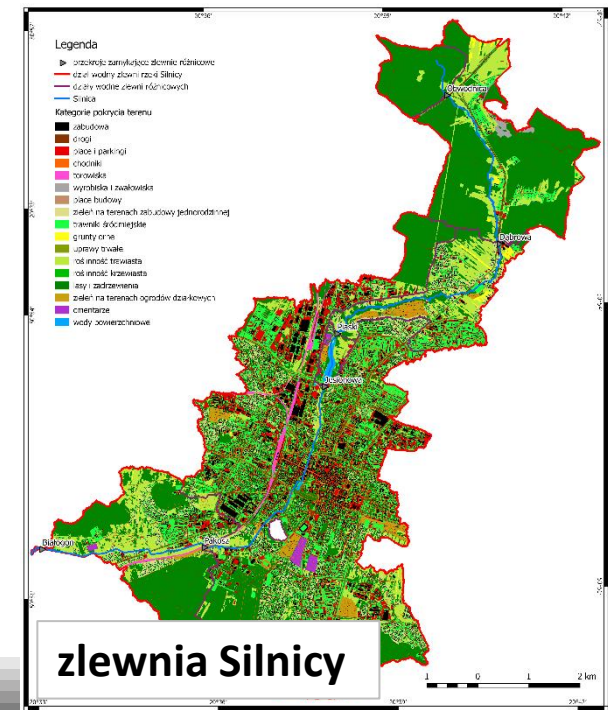 Legenda
przekroje zamykające zlewnie różnicowe
dział wodny zlewni rzeki Silnicy
działy wodne zlewni różnicowych
Silnica
Kategorie pokrycia terenu
zabudowa
drogi
place i parkingi
chodniki
torowiska
wyrobiska i zwałowiska
place budowy
zieleń na terenach zabudowy jednorodzinnej
trawniki śródmiejskie
grunty orne
uprawy trwałe
roślinność trawiasta
roślinność krzewiasta
lasy i zadrzewienia
zieleń na terenach ogrodów działkowych
cmentarze
wody powierzchniowe
Obwodnica
Dąbrowa
Piaski
Jesionowa
Pakosz
Białogon
zlewnia Silnicy
1 0 1 2 km